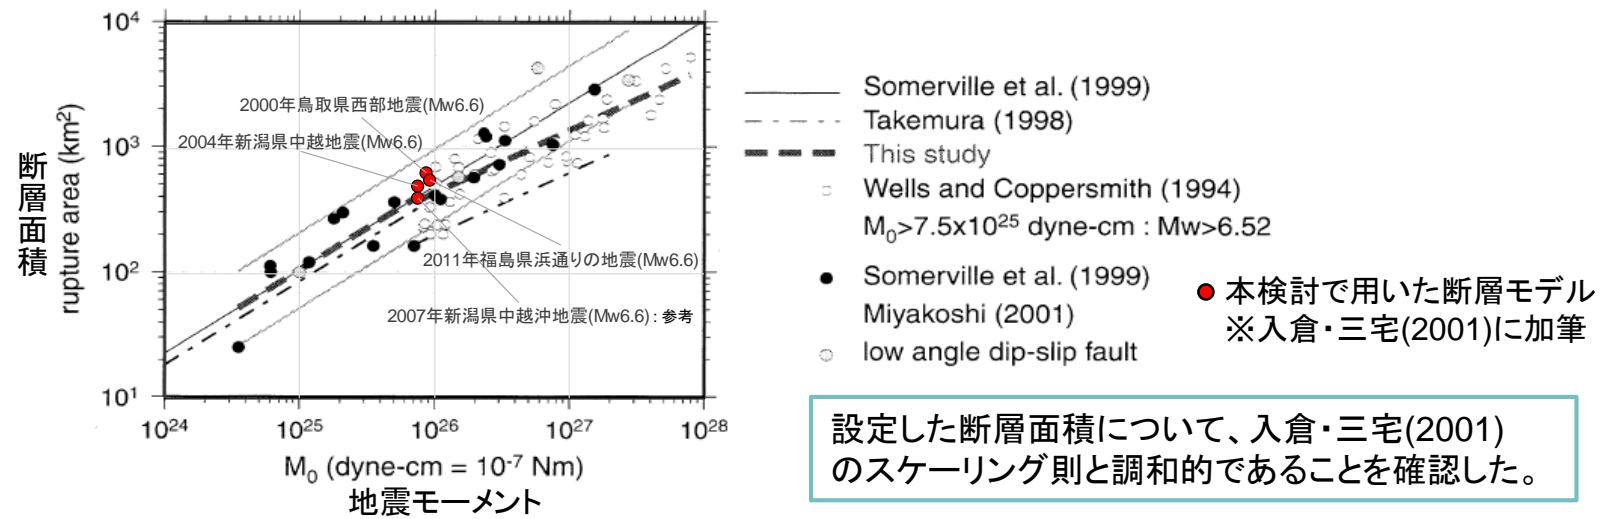 10⁴
10³
10²
10¹
断層面積
rupture area (km²)
2000年鳥取県西部地震(Mw6.6)
2004年新潟県中越地震(Mw6.6)
2011年福島県浜通りの地震(Mw6.6)
2007年新潟県中越沖地震(Mw6.6)：参考
10²⁴
10²⁵
10²⁶
10²⁷
10²⁸
M₀ (dyne-cm = 10⁻⁷ Nm)
地震モーメント
Somerville et al. (1999)
Takemura (1998)
This study
Wells and Coppersmith (1994)
M₀>7.5x10²⁵ dyne-cm : Mw>6.52
Somerville et al. (1999)
Miyakoshi (2001)
low angle dip-slip fault
本検討で用いた断層モデル
※入倉・三宅(2001)に加筆
設定した断層面積について、入倉・三宅(2001)
のスケーリング則と調和的であることを確認した。